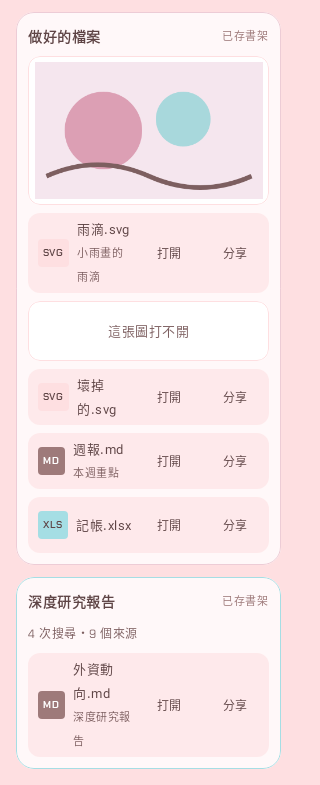 做好的檔案 已存書架
SVG 雨滴.svg 打開 分享
小雨畫的
雨滴
這張圖打不開
SVG 壞掉 打開 分享
的.svg
MD 週報.md 打開 分享
本週重點
XLS 記帳.xlsx 打開 分享
深度研究報告 已存書架
4 次搜尋・9 個來源
MD 外資動 打開 分享
向.md
深度研究報
告